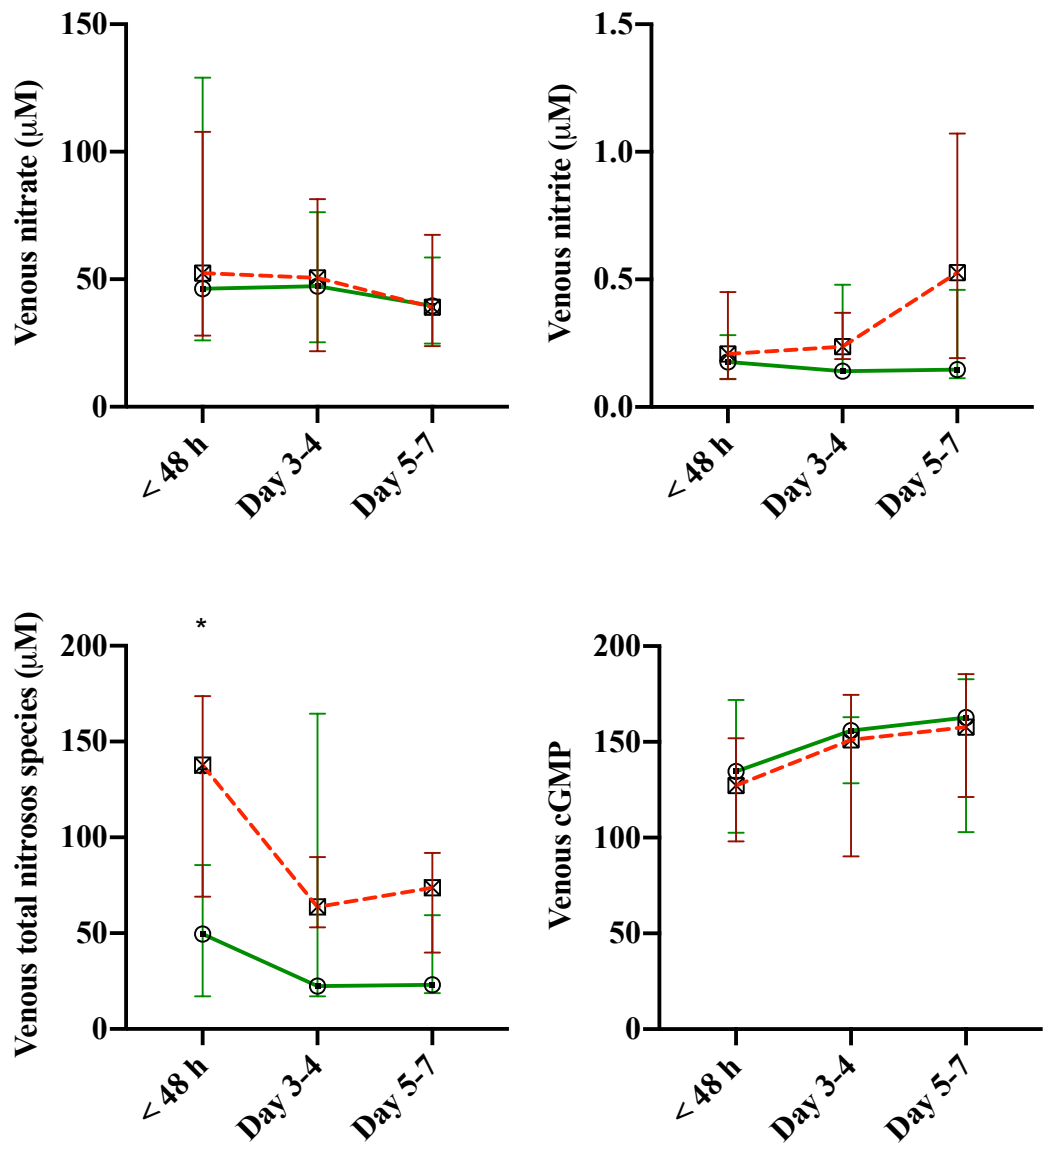 Venous nitrate (μM)
150
100
50
0
< 48 h
Day 3-4
Day 5-7
Venous nitrite (μM)
1.5
1.0
0.5
0.0
< 48 h
Day 3-4
Day 5-7
Venous total nitrosos species (μM)
*
200
150
100
50
0
< 48 h
Day 3-4
Day 5-7
Venous cGMP
200
150
100
50
0
< 48 h
Day 3-4
Day 5-7